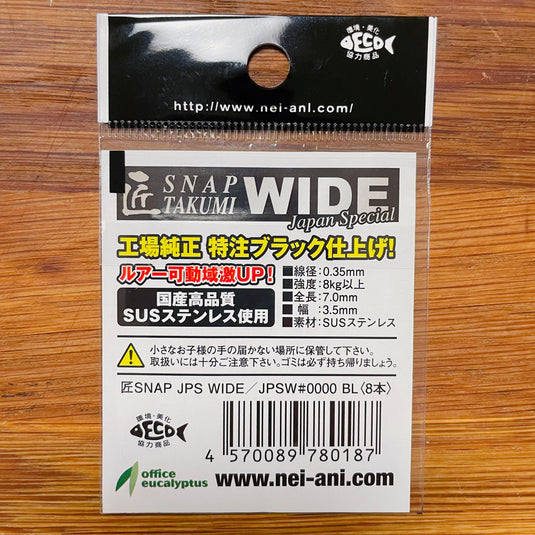 環境・美化
ECO
協力商品
http://www.nei-ani.com/
匠 SNAP TAKUMI WIDE
Japan Special
工場純正 特注ブラック仕上げ!
ルアー可動域激UP!
国産高品質
SUSステンレス使用
■線径:0.35mm
■強度:8kg以上
■全長:7.0mm
■幅:3.5mm
■素材:SUSステンレス
小さなお子様の手の届かない場所に保管して下さい。
取扱いには十分ご注意下さい。ゴミは必ず持ち帰りましょう。
匠SNAP JPS WIDE/JPSW#0000 BL〈8本〉
環境・美化
ECO
協力商品
4 570089 780187
office
eucalyptus
www.nei-ani.com